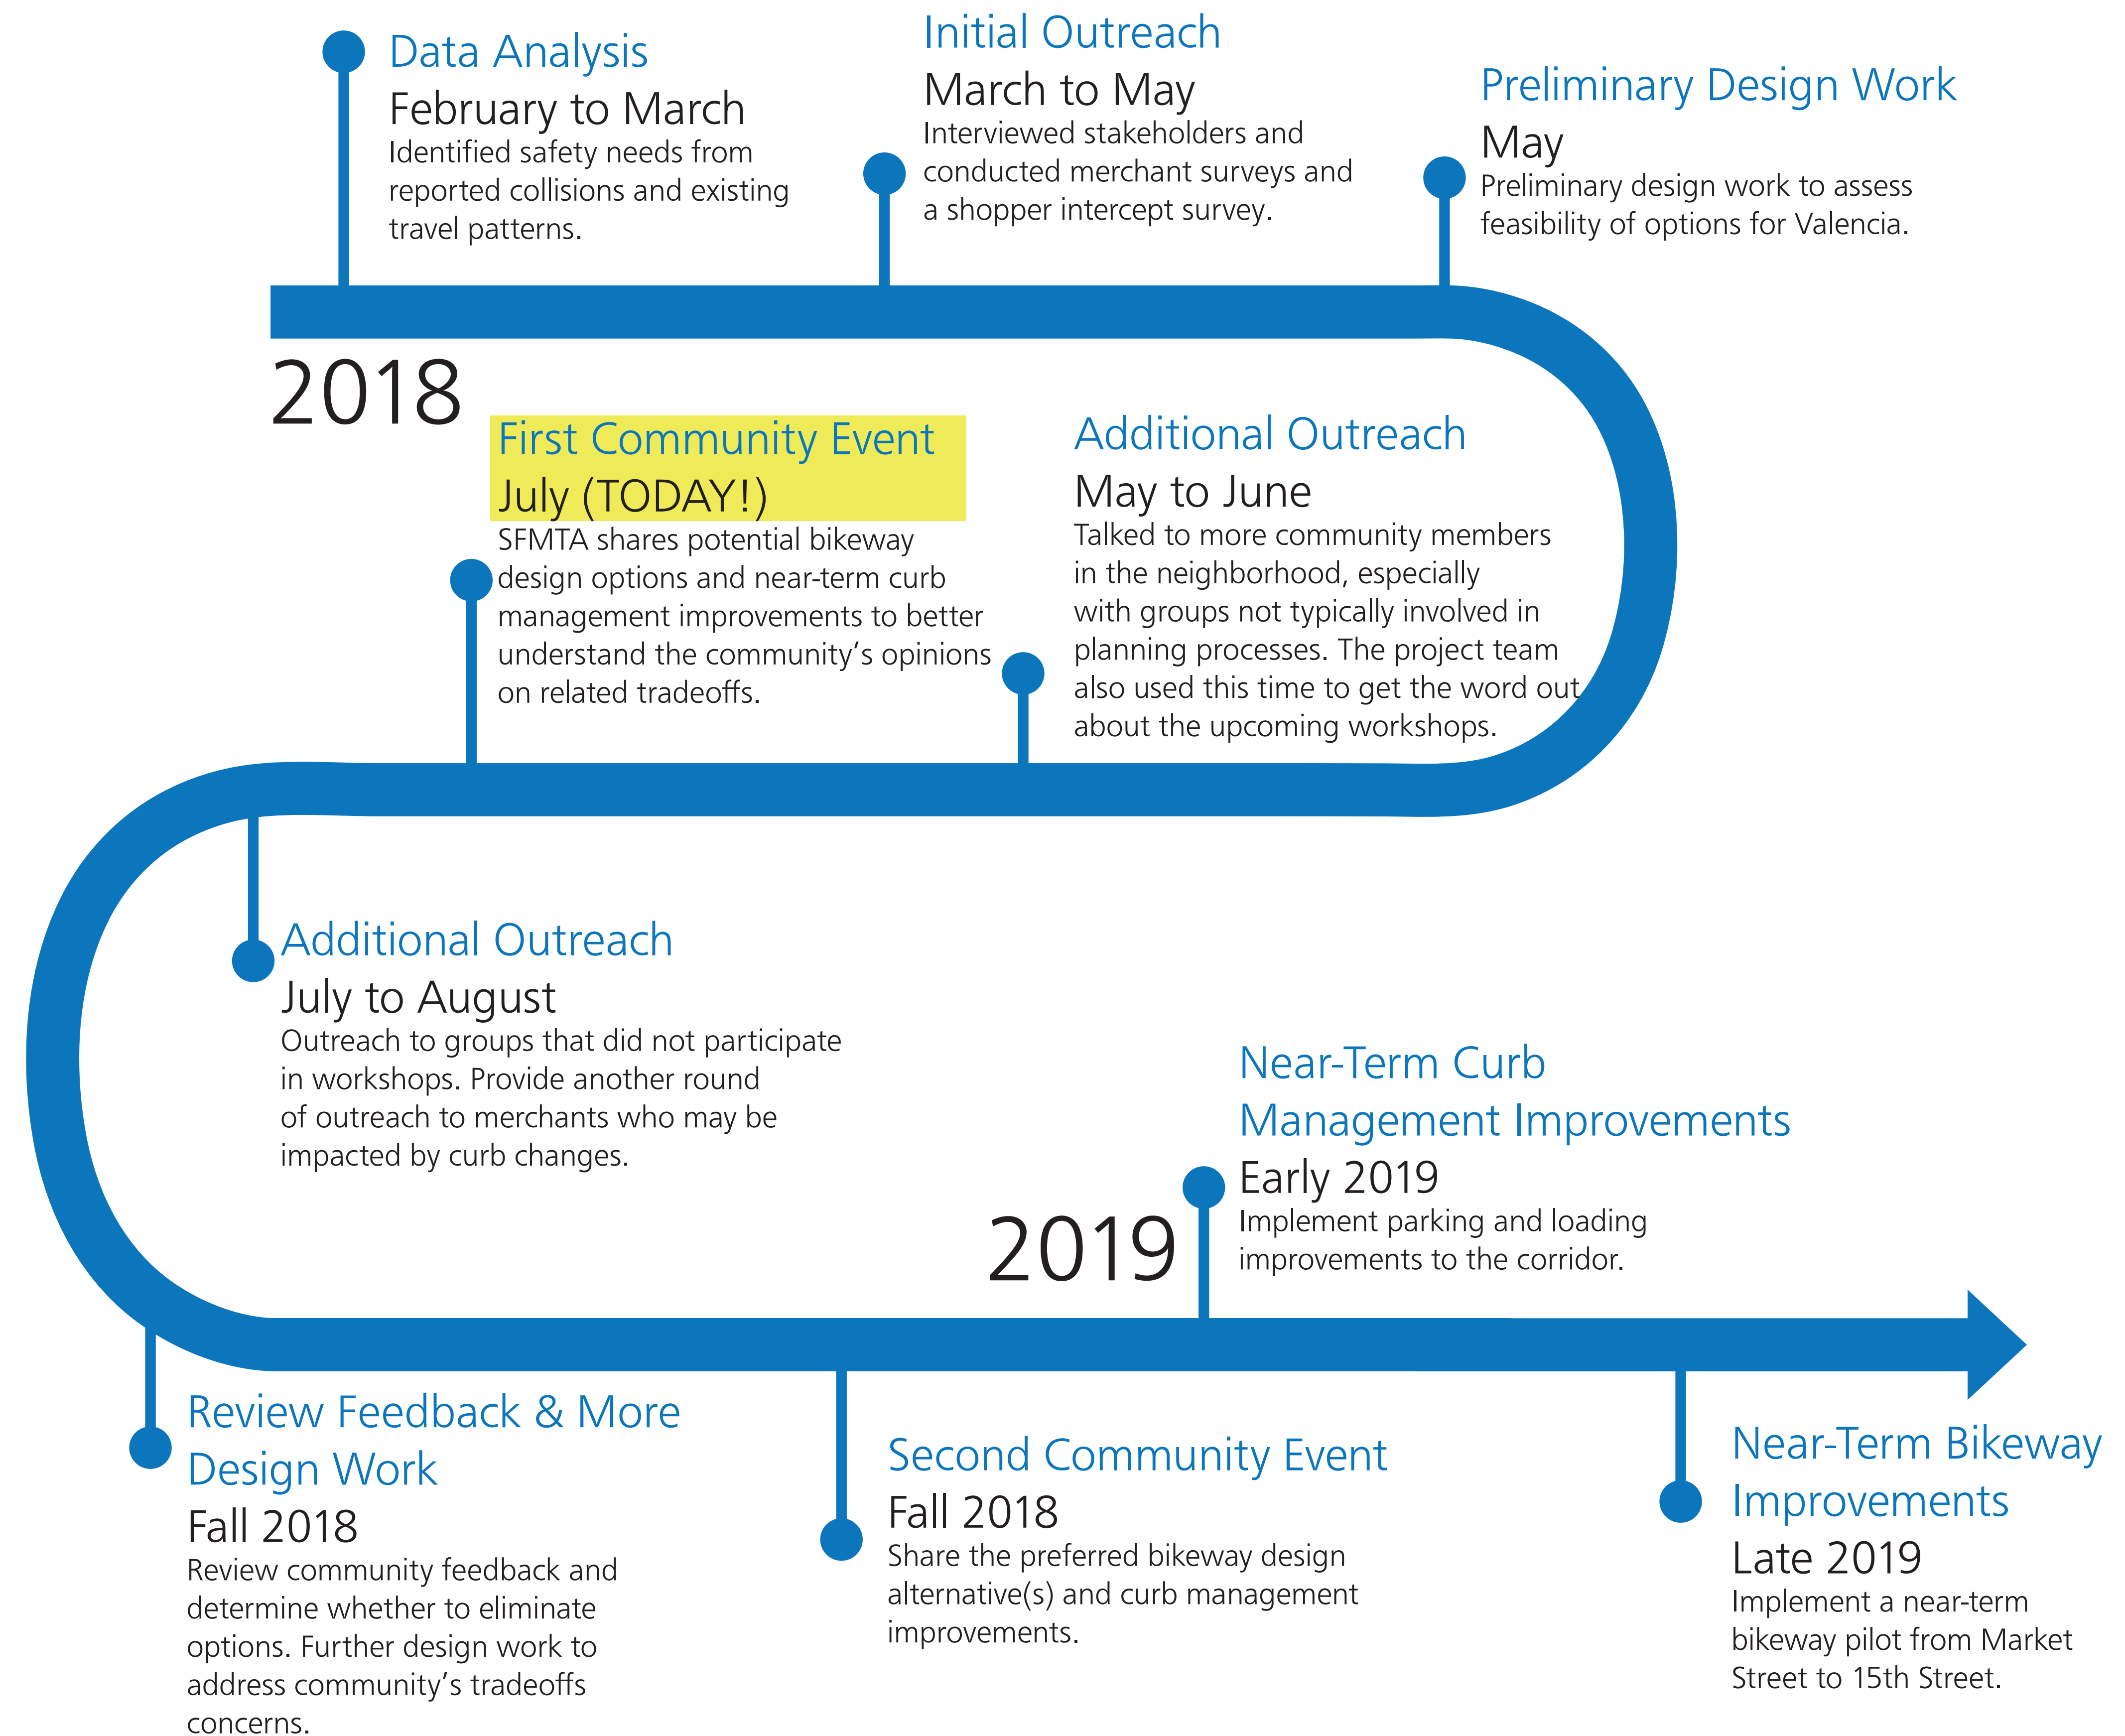 Data Analysis
February to March
Identified safety needs from
reported collisions and existing
travel patterns.
Initial Outreach
March to May
Interviewed stakeholders and
conducted merchant surveys and
a shopper intercept survey.
Preliminary Design Work
May
Preliminary design work to assess
feasibility of options for Valencia.
2018
First Community Event
July (TODAY!)
SFMTA shares potential bikeway
design options and near-term curb
management improvements to better
understand the community’s opinions
on related tradeoffs.
Additional Outreach
May to June
Talked to more community members
in the neighborhood, especially
with groups not typically involved in
planning processes. The project team
also used this time to get the word out
about the upcoming workshops.
Additional Outreach
July to August
Outreach to groups that did not participate
in workshops. Provide another round
of outreach to merchants who may be
impacted by curb changes.
2019
Near-Term Curb
Management Improvements
Early 2019
Implement parking and loading
improvements to the corridor.
Review Feedback & More
Design Work
Fall 2018
Review community feedback and
determine whether to eliminate
options. Further design work to
address community’s tradeoffs
concerns.
Second Community Event
Fall 2018
Share the preferred bikeway design
alternative(s) and curb management
improvements.
Near-Term Bikeway
Improvements
Late 2019
Implement a near-term
bikeway pilot from Market
Street to 15th Street.